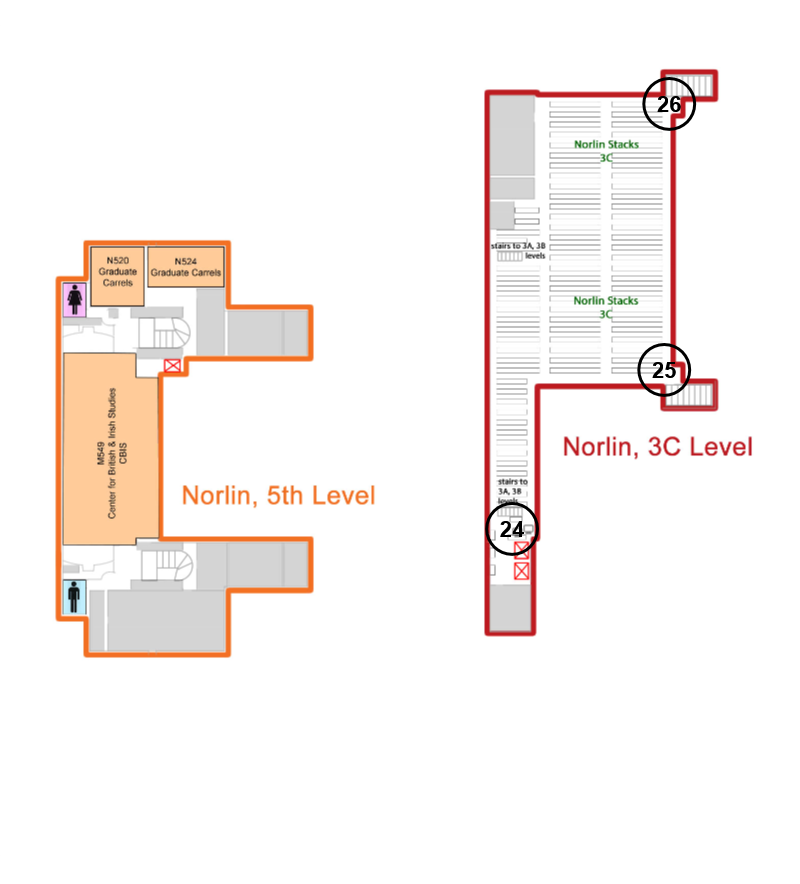 N520
Graduate
Carrels
N524
Graduate Carrels
M549
Center for British & Irish Studies
CBIS
Norlin, 5th Level
26
Norlin Stacks
3C
stairs to 3A, 3B
levels
Norlin Stacks
3C
25
Norlin, 3C Level
stairs to
3A, 3B
levels
24